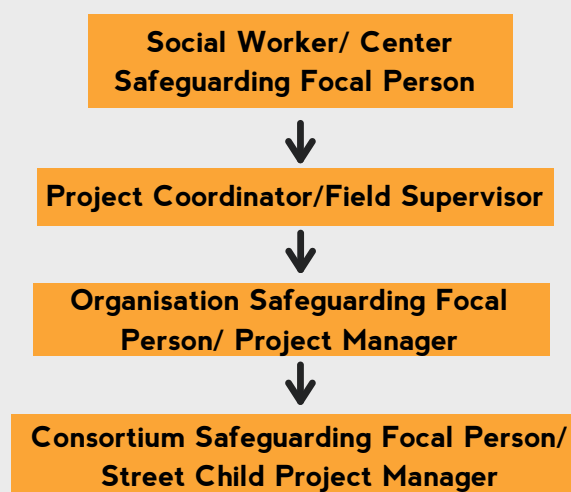 Social Worker/ Center
Safeguarding Focal Person
Project Coordinator/Field Supervisor
Organisation Safeguarding Focal
Person/ Project Manager
Consortium Safeguarding Focal Person/
Street Child Project Manager